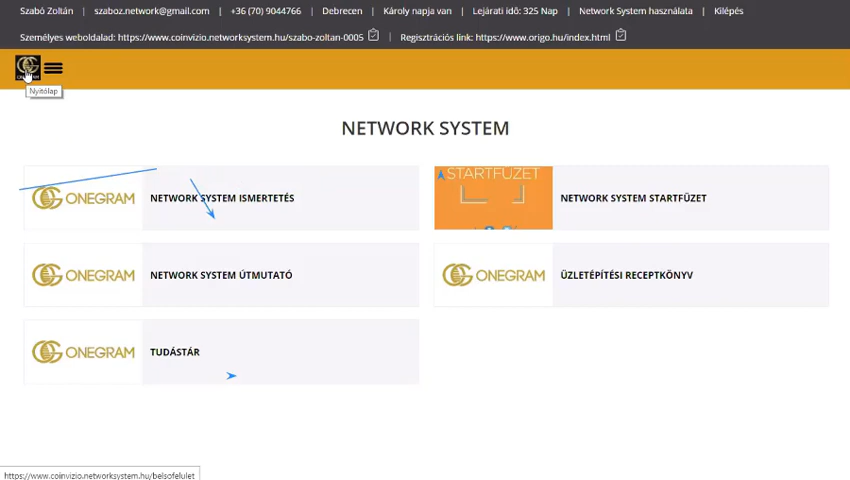 Szabó Zoltán | szaboz.network@gmail.com | +36 (70) 9044766 | Debrecen | Károly napja van | Lejárati idő: 325 Nap | Network System használata | Kilépés
Személyes weboldalad: https://www.coinvizio.networksystem.hu/szabo-zoltan-0005 | Regisztrációs link: https://www.origo.hu/index.html
Nyitólap
NETWORK SYSTEM
ONEGRAM NETWORK SYSTEM ISMERTETÉS
STARTFÜZET NETWORK SYSTEM STARTFÜZET
ONEGRAM NETWORK SYSTEM ÚTMUTATÓ
ONEGRAM ÜZLETÉPÍTÉSI RECEPTKÖNYV
ONEGRAM TUDÁSTÁR
https://www.coinvizio.networksystem.hu/belsofelulet